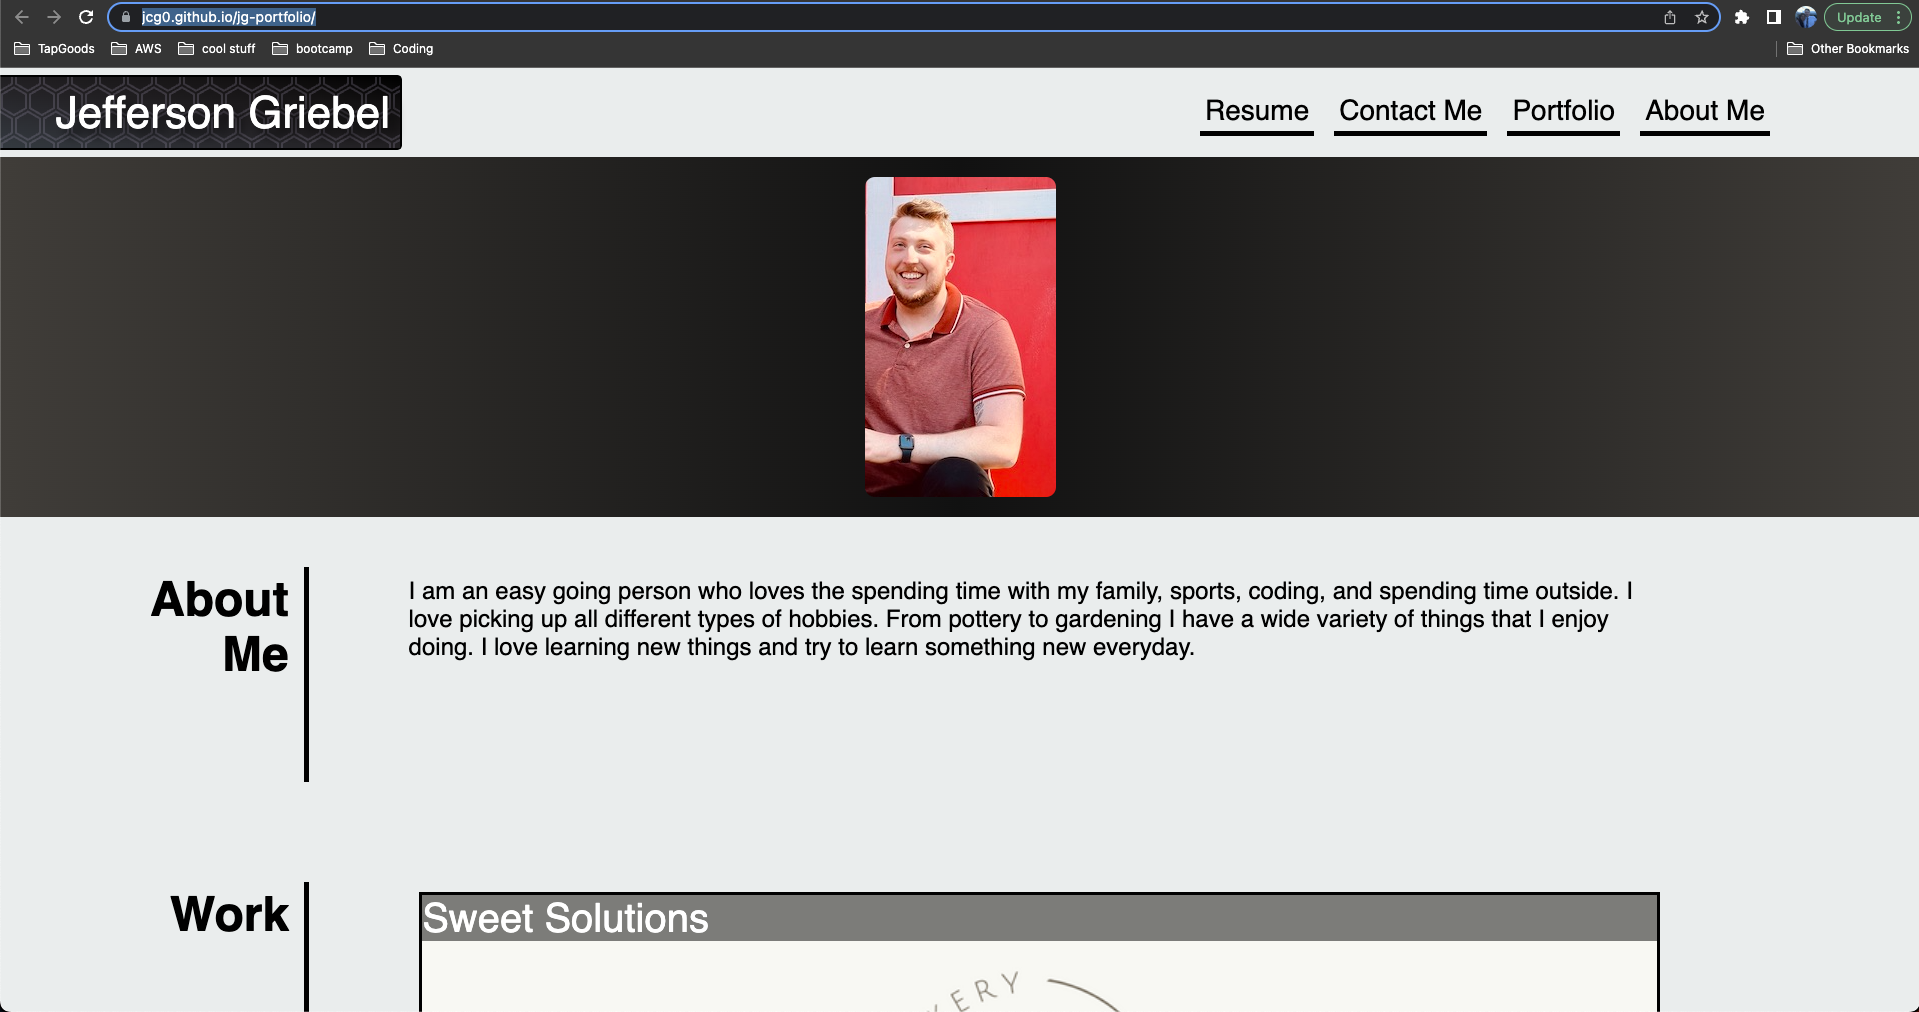 jcg0.github.io/jg-portfolio/
Update
TapGoods AWS cool stuff bootcamp Coding Other Bookmarks
Jefferson Griebel
Resume Contact Me Portfolio About Me
About
Me
I am an easy going person who loves the spending time with my family, sports, coding, and spending time outside. I
love picking up all different types of hobbies. From pottery to gardening I have a wide variety of things that I enjoy
doing. I love learning new things and try to learn something new everyday.
Work
Sweet Solutions